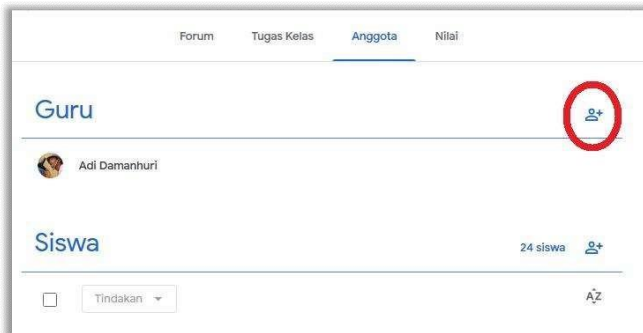 Forum Tugas Kelas Anggota Nilai
Guru
Adi Damanhuri
Siswa 24 siswa
Tindakan AZ